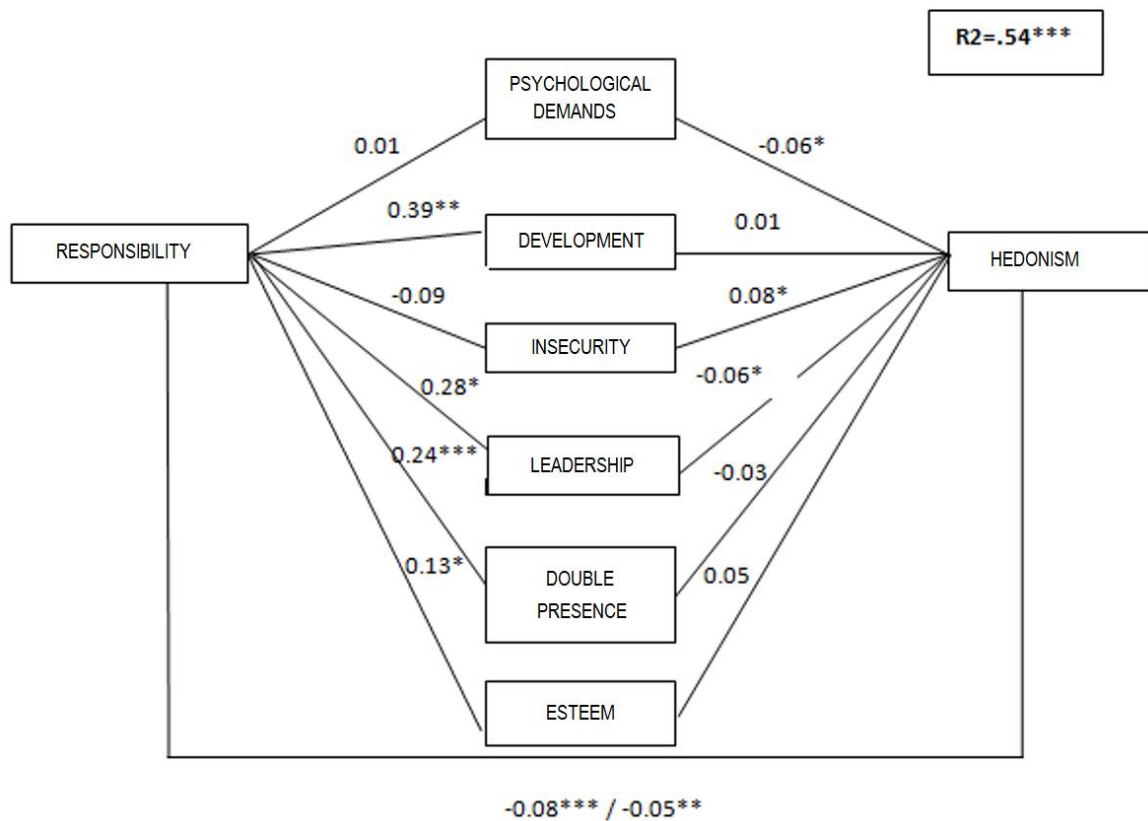 R2=.54***
PSYCHOLOGICAL
DEMANDS
0.01
-0.06*
0.39**
DEVELOPMENT
0.01
RESPONSIBILITY
HEDONISM
-0.09
0.08*
INSECURITY
0.28*
-0.06*
LEADERSHIP
0.24***
-0.03
0.13*
DOUBLE
PRESENCE
0.05
ESTEEM
-0.08*** / -0.05**